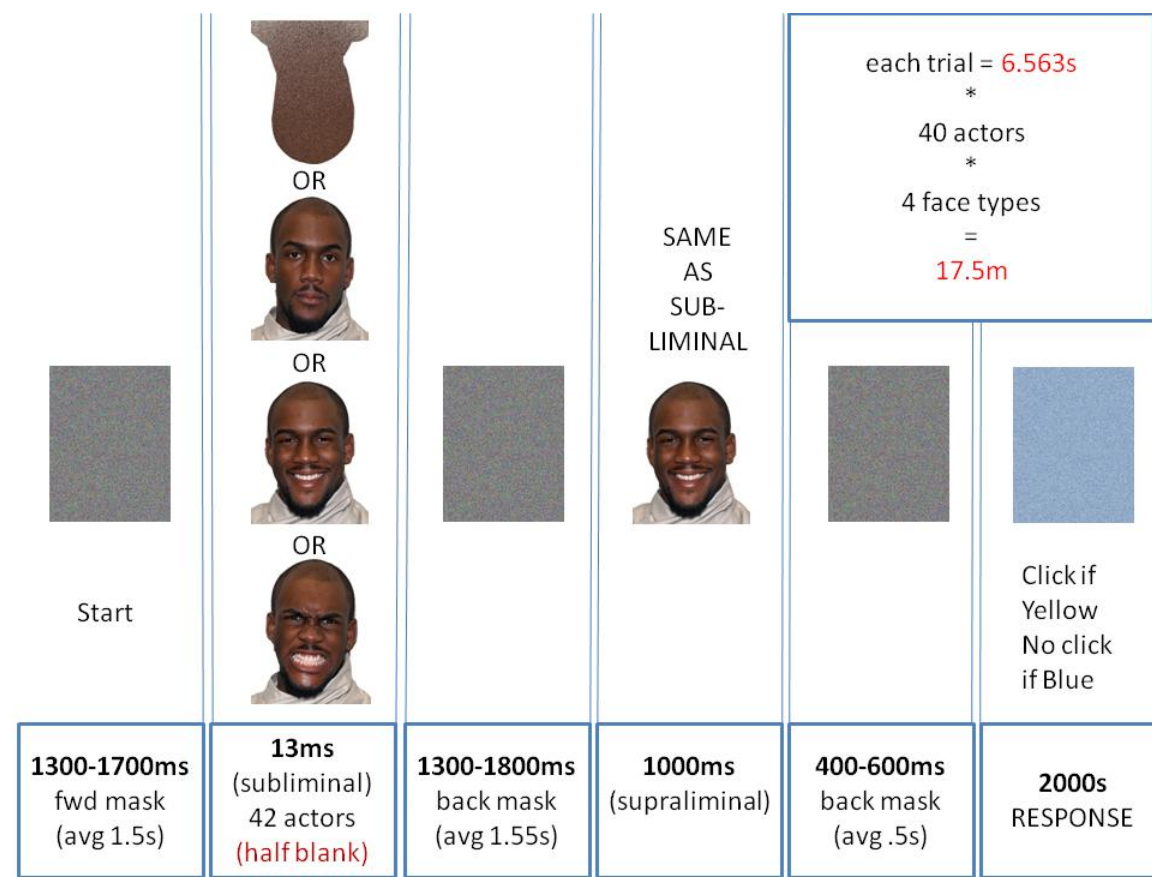 each trial = 6.563s
*
40 actors
*
4 face types
=
17.5m
OR
OR
OR
SAME
AS
SUB-
LIMINAL
Start
Click if
Yellow
No click
if Blue
1300-1700ms
fwd mask
(avg 1.5s)
13ms
(subliminal)
42 actors
(half blank)
1300-1800ms
back mask
(avg 1.55s)
1000ms
(supraliminal)
400-600ms
back mask
(avg .5s)
2000s
RESPONSE